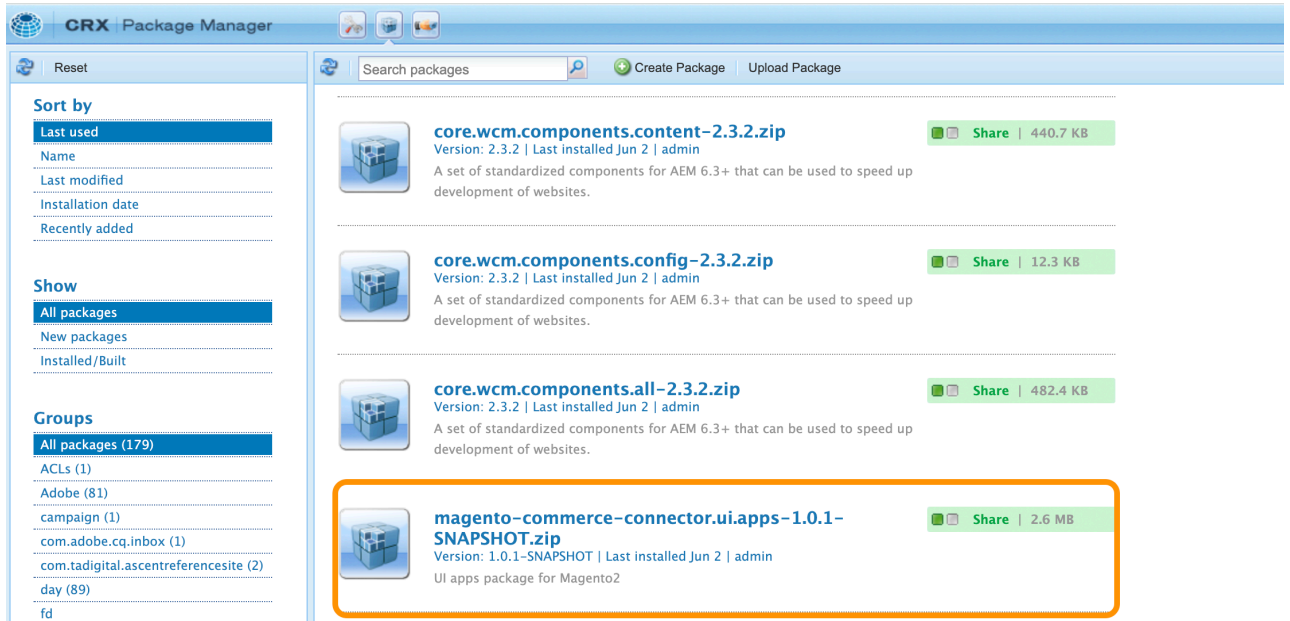 CRX | Package Manager
Reset
Sort by
Last used
Name
Last modified
Installation date
Recently added
Show
All packages
New packages
Installed/Built
Groups
All packages (179)
ACLs (1)
Adobe (81)
campaign (1)
com.adobe.cq.inbox (1)
com.tadigital.ascentreferencesite (2)
day (89)
fd
Search packages
Create Package
Upload Package
core.wcm.components.content-2.3.2.zip
Share | 440.7 KB
Version: 2.3.2 | Last installed Jun 2 | admin
A set of standardized components for AEM 6.3+ that can be used to speed up
development of websites.
core.wcm.components.config-2.3.2.zip
Share | 12.3 KB
Version: 2.3.2 | Last installed Jun 2 | admin
A set of standardized components for AEM 6.3+ that can be used to speed up
development of websites.
core.wcm.components.all-2.3.2.zip
Share | 482.4 KB
Version: 2.3.2 | Last installed Jun 2 | admin
A set of standardized components for AEM 6.3+ that can be used to speed up
development of websites.
magento-commerce-connector.ui.apps-1.0.1-
SNAPSHOT.zip
Share | 2.6 MB
Version: 1.0.1-SNAPSHOT | Last installed Jun 2 | admin
UI apps package for Magento2